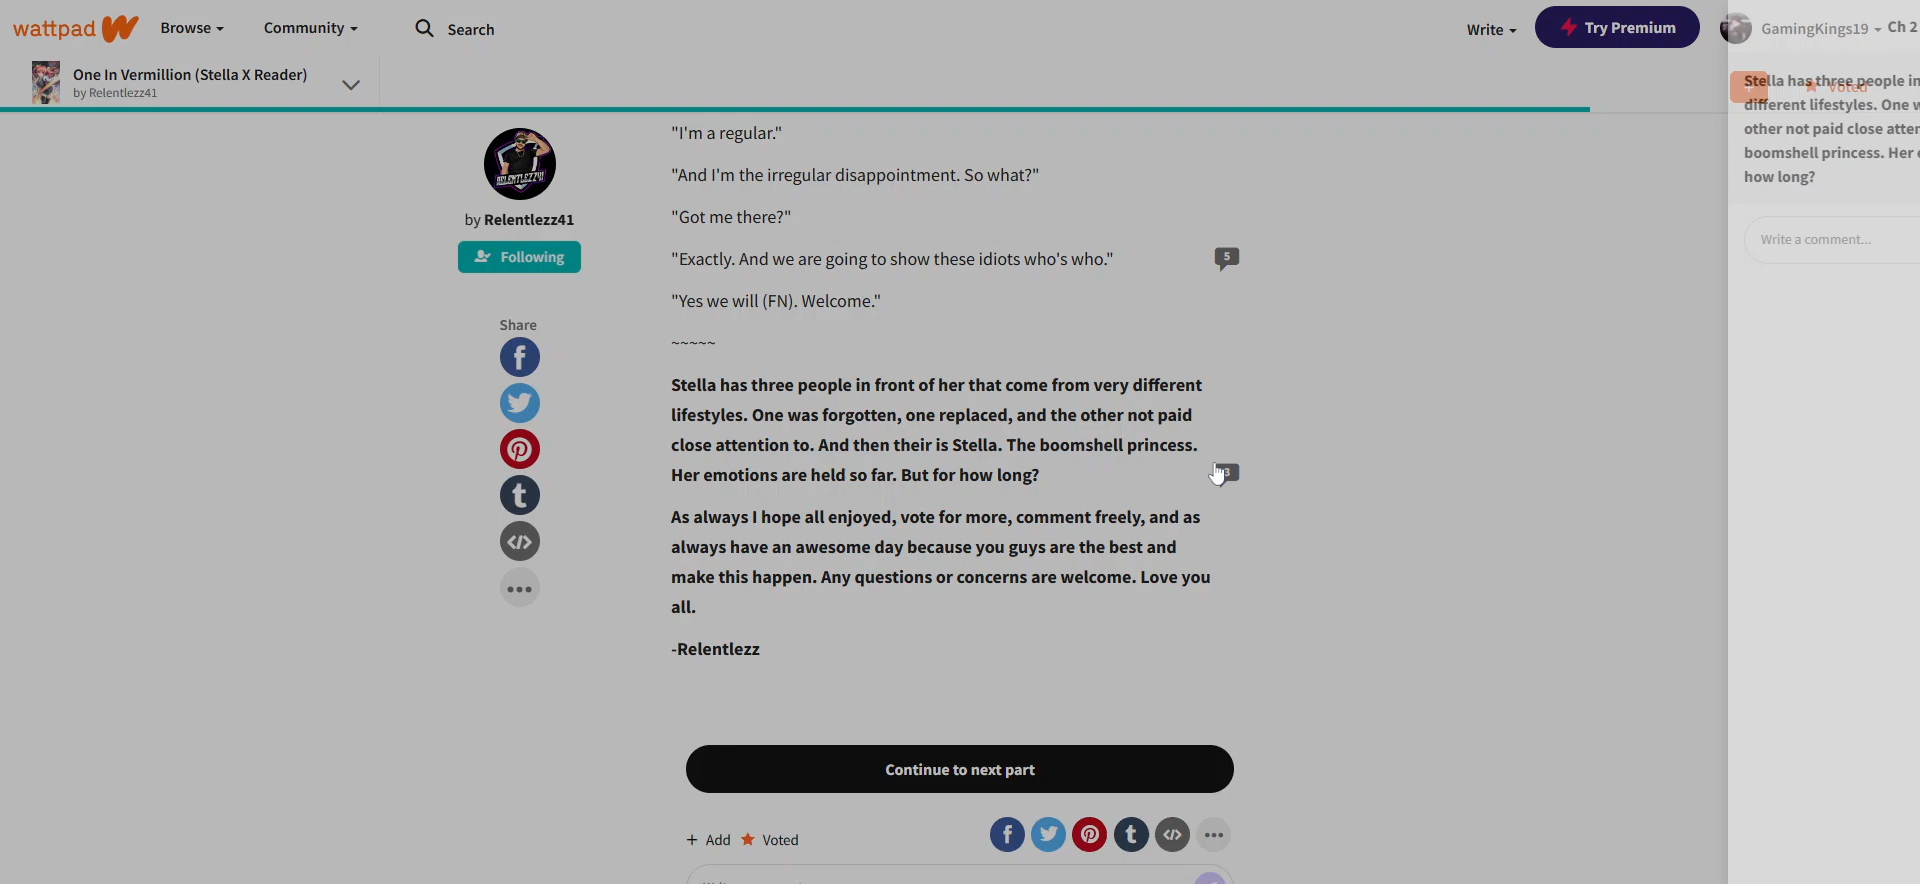 wattpad
Browse
Community
Search
Write
Try Premium
GamingKings19
Ch 2
One In Vermillion (Stella X Reader)
by Relentlezz41
"I'm a regular."
"And I'm the irregular disappointment. So what?"
"Got me there?"
"Exactly. And we are going to show these idiots who's who."
5
"Yes we will (FN). Welcome."
~~~~~
Stella has three people in front of her that come from very different
lifestyles. One was forgotten, one replaced, and the other not paid
close attention to. And then their is Stella. The boomshell princess.
Her emotions are held so far. But for how long?
3
As always I hope all enjoyed, vote for more, comment freely, and as
always have an awesome day because you guys are the best and
make this happen. Any questions or concerns are welcome. Love you
all.
-Relentlezz
Continue to next part
+ Add
Voted
RELENTLEZZ41
by Relentlezz41
Following
Share
Stella has three people in
Voted
different lifestyles. One
other not paid close
boomshell princess. Her
how long?
Write a comment...